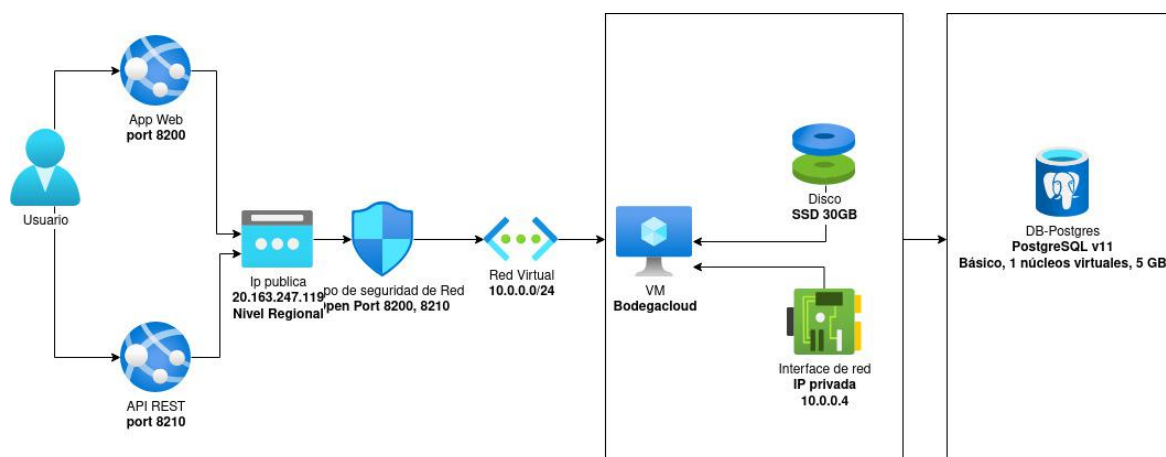 App Web
port 8200
Usuario
Ip publica
20.163.247.119
Nivel Regional
po de seguridad de Red
pen Port 8200, 8210
Red Virtual
10.0.0.0/24
Disco
SSD 30GB
VM
Bodegacloud
Interface de red
IP privada
10.0.0.4
DB-Postgres
PostgreSQL v11
Básico, 1 núcleos virtuales, 5 GB
API REST
port 8210